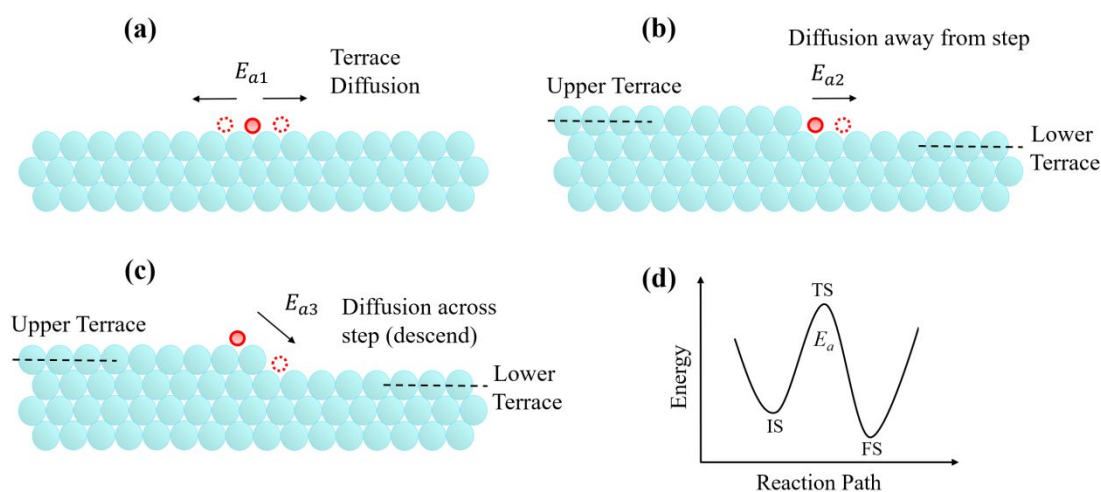 (a)
E_{a1}
Terrace
Diffusion
(b)
Diffusion away from step
E_{a2}
Upper Terrace
Lower
Terrace
(c)
E_{a3}
Diffusion across
step (descend)
Upper Terrace
Lower
Terrace
(d)
TS
E_a
IS
FS
Energy
Reaction Path